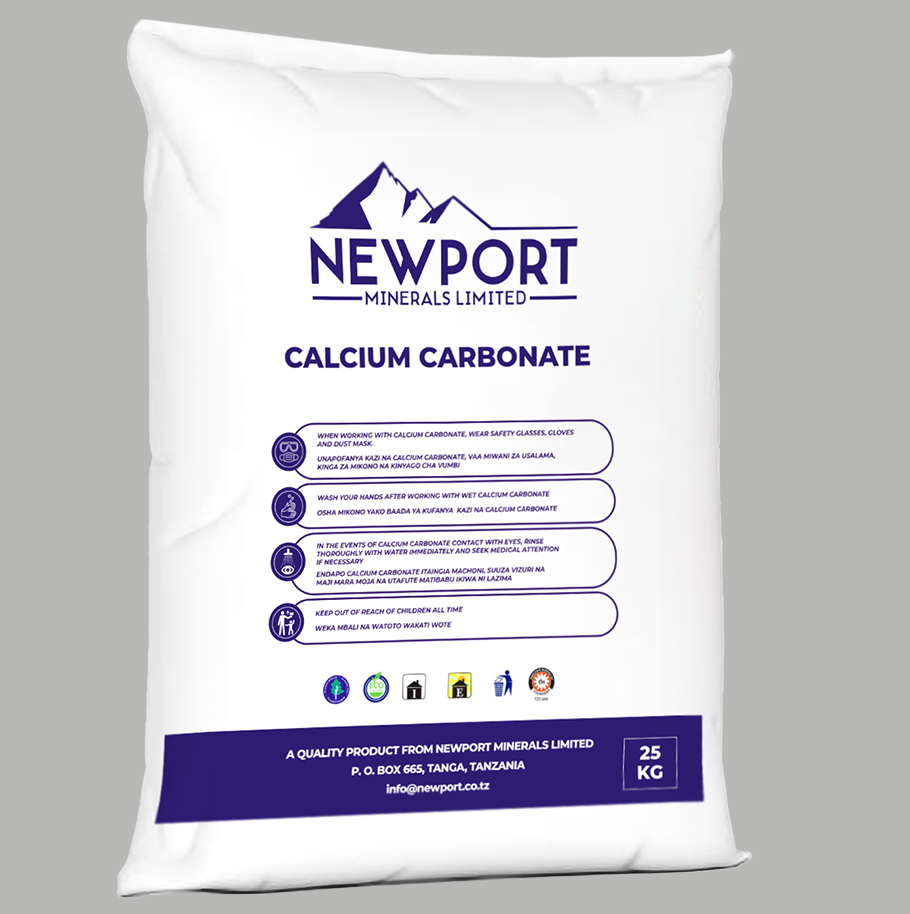 NEWPORT
MINERALS LIMITED
CALCIUM CARBONATE
WHEN WORKING WITH CALCIUM CARBONATE, WEAR SAFETY GLASSES, GLOVES
AND DUST MASK.
UNAPOFANYA KAZI NA CALCIUM CARBONATE, VAA MIWANI ZA USALAMA,
KINGA ZA MIKONO NA KINYAGO CHA VUMBI
WASH YOUR HANDS AFTER WORKING WITH WET CALCIUM CARBONATE
OSHA MIKONO YAKO BAADA YA KUFANYA KAZI NA CALCIUM CARBONATE
IN THE EVENTS OF CALCIUM CARBONATE CONTACT WITH EYES, RINSE
THOROUGHLY WITH WATER IMMEDIATELY AND SEEK MEDICAL ATTENTION
IF NECESSARY
ENDAPO CALCIUM CARBONATE ITAINGIA MACHONI, SUUZA VIZURI NA
MAJI MARA MOJA NA UTAFUTE MATIBABU IKIWA NI LAZIMA
KEEP OUT OF REACH OF CHILDREN ALL TIME
WEKA MBALI NA WATOTO WAKATI WOTE
ECO
I
E
A QUALITY PRODUCT FROM NEWPORT MINERALS LIMITED
P. O. BOX 665, TANGA, TANZANIA
info@newport.co.tz
25
KG